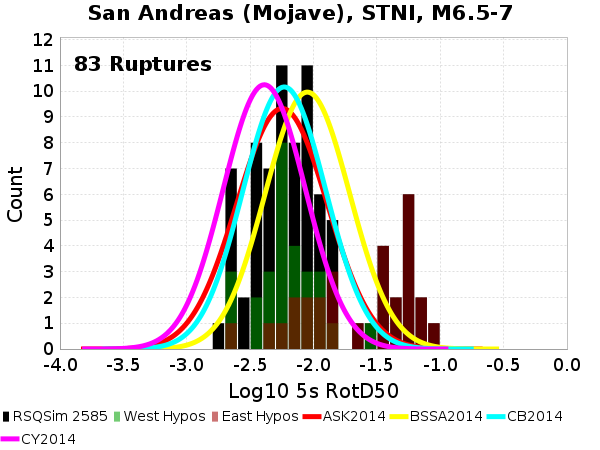 San Andreas (Mojave), STNI, M6.5-7
83 Ruptures
12
11
10
9
8
7
6
5
4
3
2
1
0
Count
-4.0 -3.5 -3.0 -2.5 -2.0 -1.5 -1.0 -0.5 0.0
Log10 5s RotD50
RSQSim 2585 West Hypos East Hypos ASK2014 BSSA2014 CB2014
CY2014